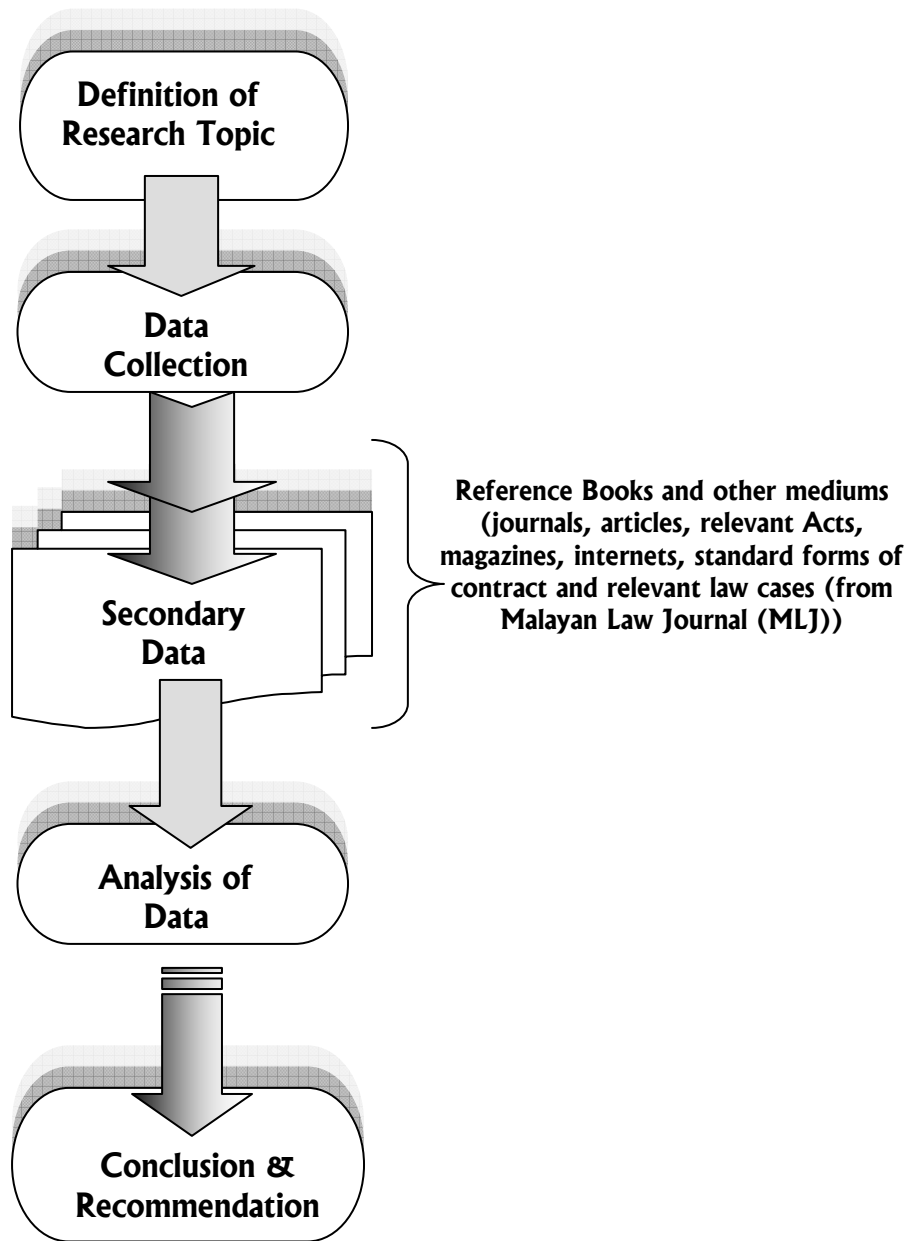 Definition of
Research Topic
Data
Collection
Secondary
Data
Reference Books and other mediums
(journals, articles, relevant Acts,
magazines, internets, standard forms of
contract and relevant law cases (from
Malayan Law Journal (MLJ))
Analysis of
Data
Conclusion &
Recommendation